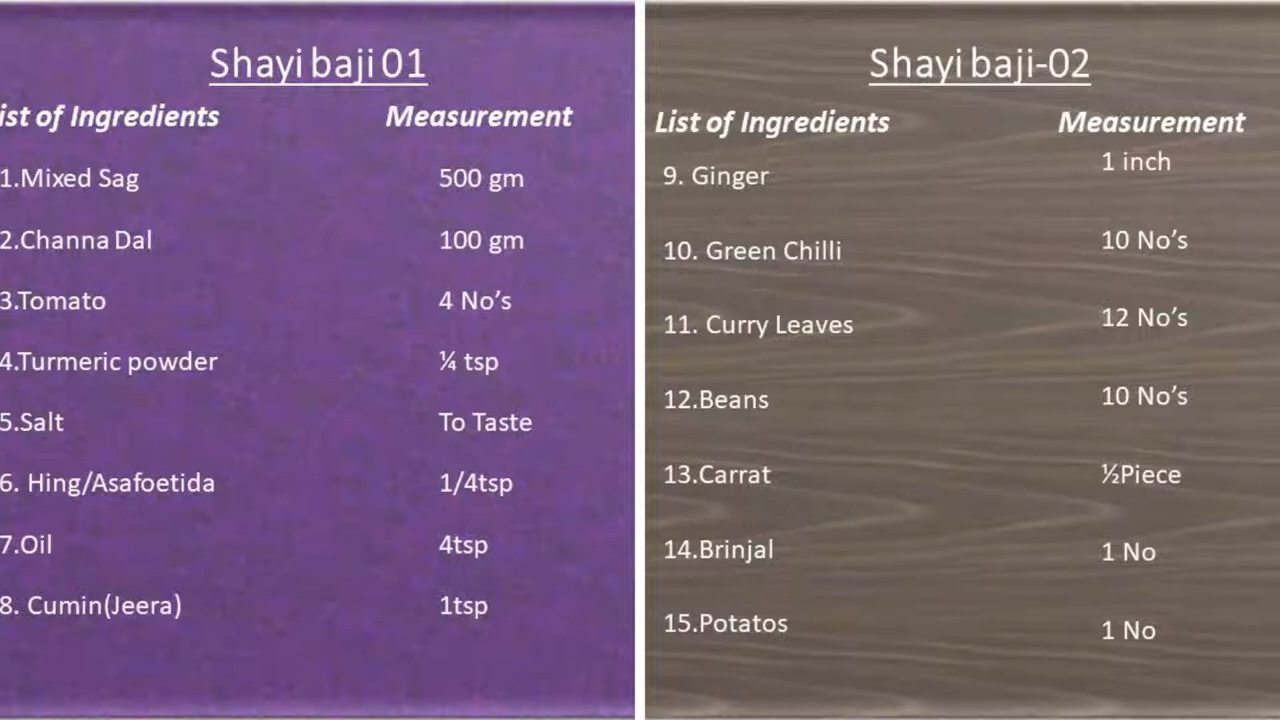 Shayi baji 01
ist of Ingredients Measurement
1.Mixed Sag 500 gm
2.Channa Dal 100 gm
3.Tomato 4 No’s
4.Turmeric powder ¼ tsp
5.Salt To Taste
6. Hing/Asafoetida 1/4tsp
7.Oil 4tsp
8. Cumin(Jeera) 1tsp
Shayi baji-02
List of Ingredients Measurement
9. Ginger 1 inch
10. Green Chilli 10 No’s
11. Curry Leaves 12 No’s
12.Beans 10 No’s
13.Carrat ½Piece
14.Brinjal 1 No
15.Potatos 1 No